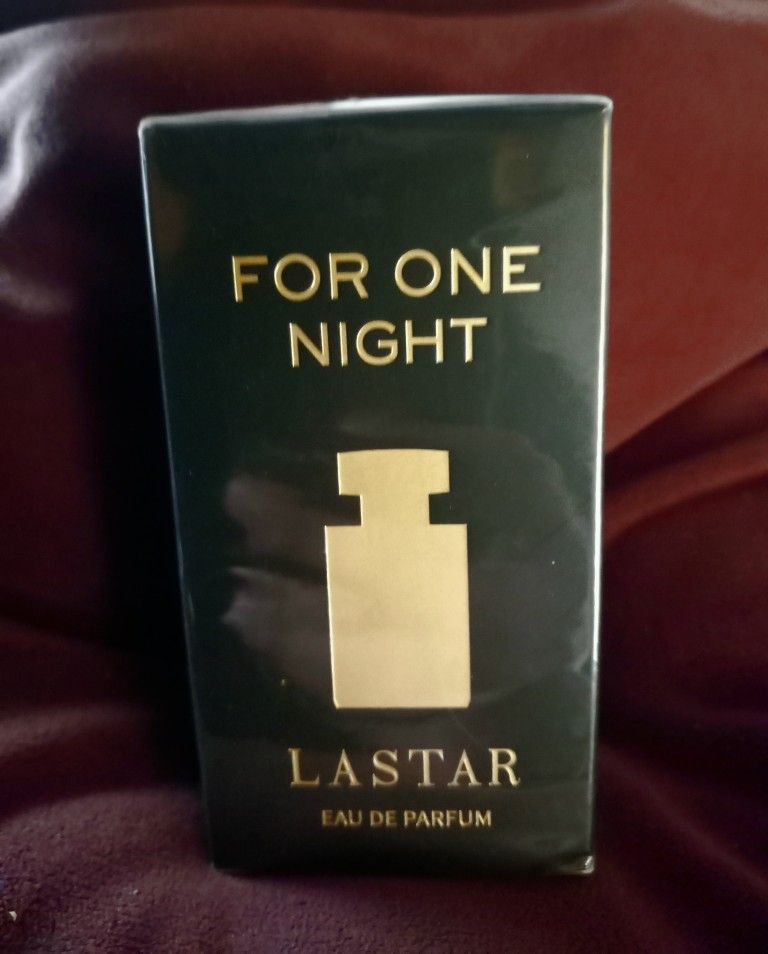 FOR ONE
NIGHT
LASTAR
EAU DE PARFUM